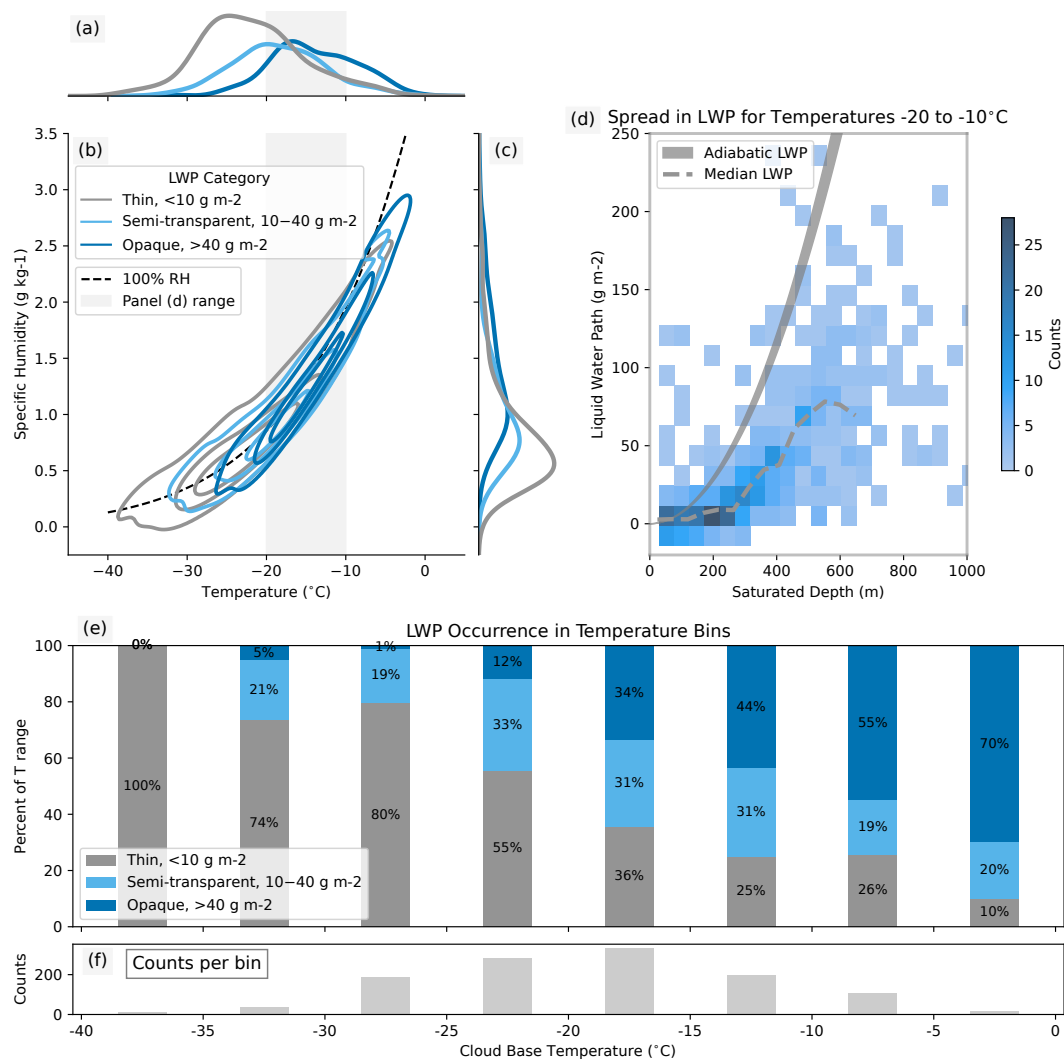 (a)
(b)
LWP Category
Thin, <10 g m-2
Semi-transparent, 10−40 g m-2
Opaque, >40 g m-2
100% RH
Panel (d) range
3.5
3.0
2.5
2.0
1.5
1.0
0.5
0.0
Specific Humidity (g kg-1)
−40 −30 −20 −10 0
Temperature (°C)
(c)
(d) Spread in LWP for Temperatures -20 to -10°C
Adiabatic LWP
Median LWP
250
200
150
100
50
0
Liquid Water Path (g m-2)
0 200 400 600 800 1000
Saturated Depth (m)
25
20
15
10
5
0
Counts
(e) LWP Occurrence in Temperature Bins
100
80
60
40
20
0
Percent of T range
0% 5% 1% 12% 34% 44% 55% 70%
21% 19% 33% 31% 31% 19% 20%
100% 74% 80% 55% 36% 25% 26% 10%
Thin, <10 g m-2
Semi-transparent, 10−40 g m-2
Opaque, >40 g m-2
(f) Counts per bin
200
0
Counts
-40 -35 -30 -25 -20 -15 -10 -5 0
Cloud Base Temperature (°C)